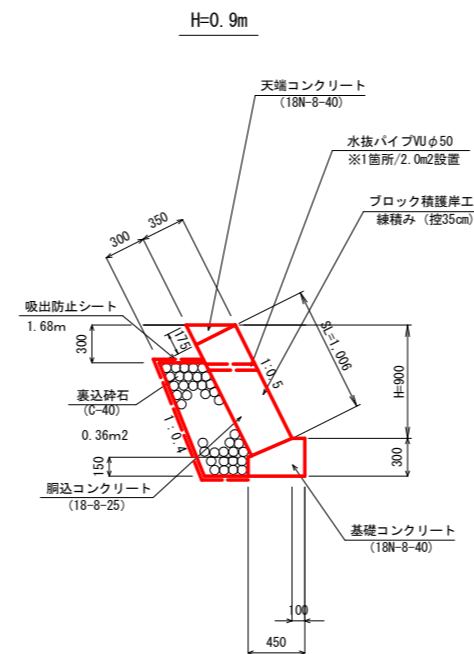 H=0.9m
天端コンクリート
(18N-8-40)
水抜パイプVUφ50
※1箇所/2.0m2設置
ブロック積護岸工
練積み（控35cm）
350
300
吸出防止シート
1.68m
300
(175)
1:0.5
SL=1,006
H=900
裏込砕石
(C-40)
0.36m2
1:0.4
150
300
胴込コンクリート
(18-8-25)
基礎コンクリート
(18N-8-40)
100
450